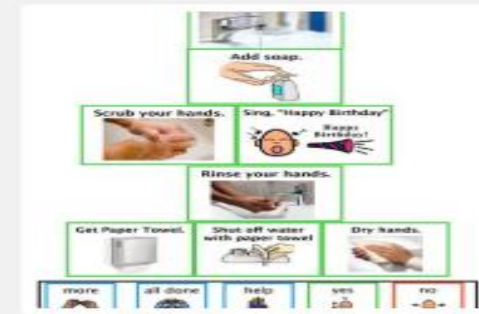 Add soap.
Scrub your hands.
Sing, "Happy Birthday"
Happy
Birthday!
Rinse your hands.
Get Paper Towel.
Shut off water
with paper towel
Dry hands.
more
all done
help
yes
no